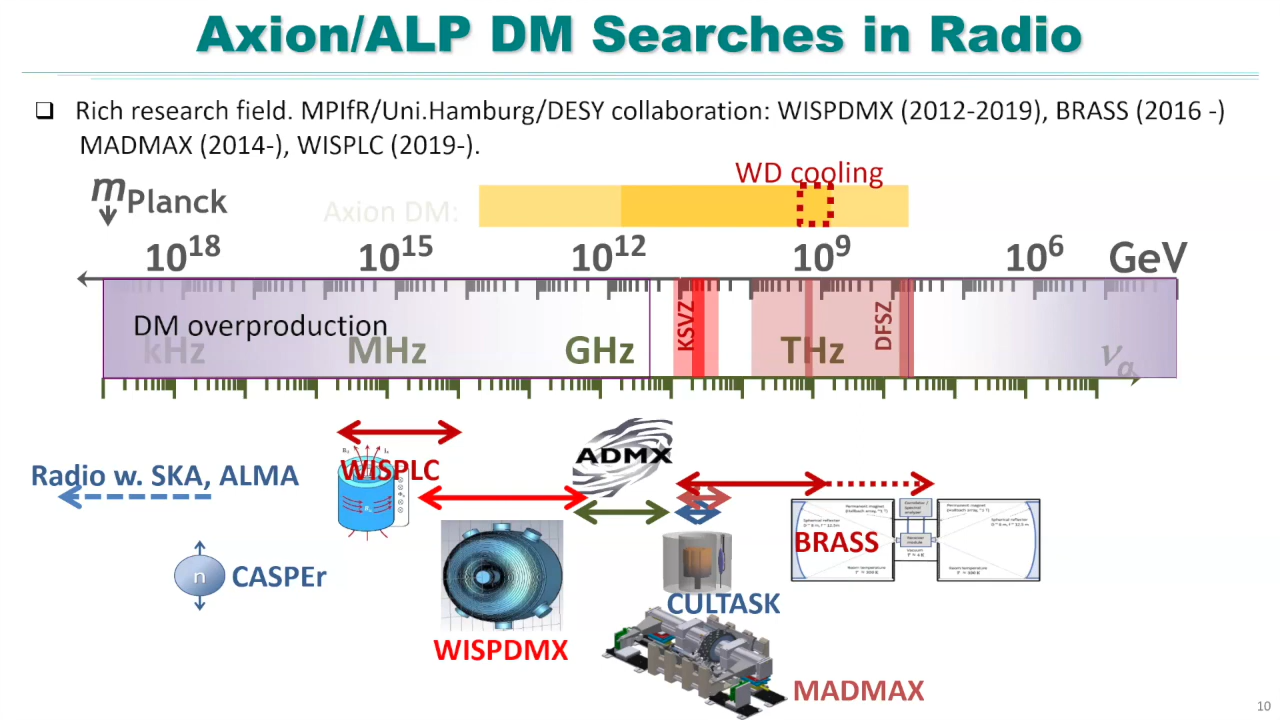 Axion/ALP DM Searches in Radio
❑ Rich research field. MPIfR/Uni.Hamburg/DESY collaboration: WISPDMX (2012-2019), BRASS (2016 -)
MADMAX (2014-), WISPLC (2019-).
WD cooling
mPlanck
Axion DM:
10^18 10^15 10^12 10^9 10^6 GeV
DM overproduction
KSVZ
DFSZ
kHz MHz GHz THz να
ADMX
WISPLC
Radio w. SKA, ALMA
BRASS
n CASPEr
CULTASK
WISPDMX
MADMAX
10